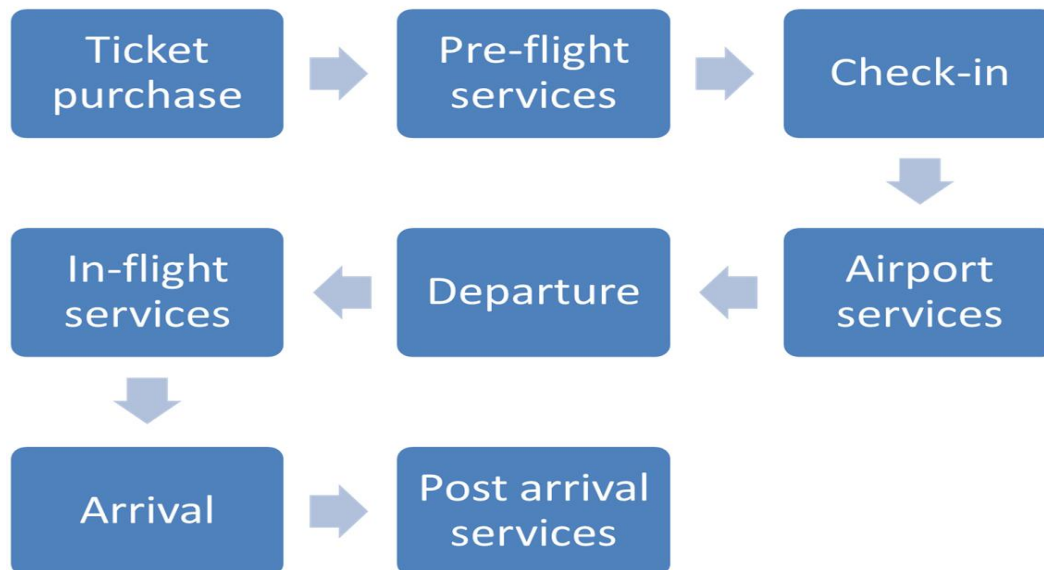 Ticket
purchase
Pre-flight
services
Check-in
Airport
services
Departure
In-flight
services
Arrival
Post arrival
services